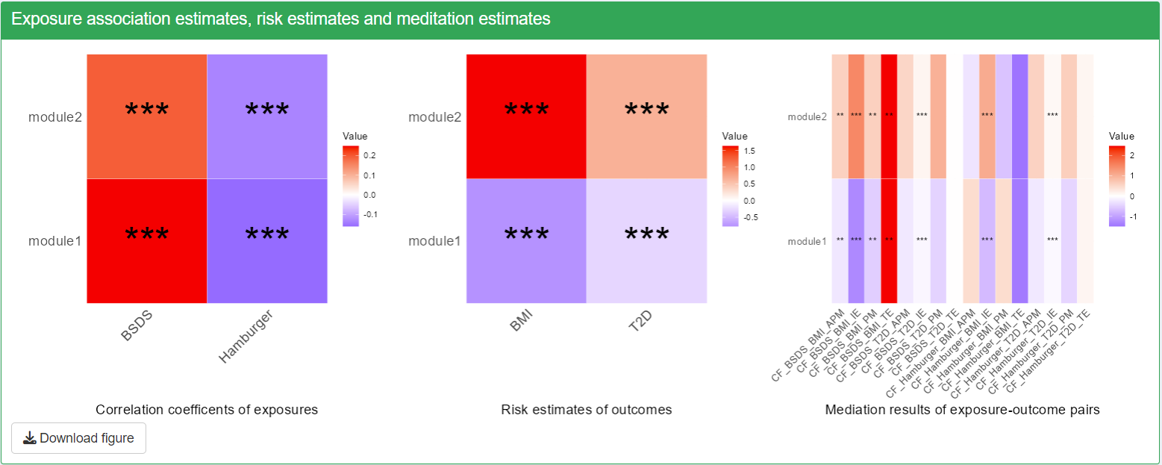 Exposure association estimates, risk estimates and meditation estimates
module2
***
***
module1
***
***
BSDS
Hamburger
Value
0.2
0.1
0.0
-0.1
Correlation coefficents of exposures
module2
***
***
module1
***
***
BMI
T2D
Value
1.5
1.0
0.5
0.0
-0.5
Risk estimates of outcomes
module2
** *** ** ** *** *** ***
module1
** *** ** ** *** *** ***
CF_BSDS_BMI_APM
CF_BSDS_BMI_IE
CF_BSDS_BMI_PM
CF_BSDS_BMI_TE
CF_BSDS_T2D_APM
CF_BSDS_T2D_IE
CF_BSDS_T2D_PM
CF_BSDS_T2D_TE
CF_Hamburger_BMI_APM
CF_Hamburger_BMI_IE
CF_Hamburger_BMI_PM
CF_Hamburger_BMI_TE
CF_Hamburger_T2D_APM
CF_Hamburger_T2D_IE
CF_Hamburger_T2D_PM
CF_Hamburger_T2D_TE
Value
2
1
0
-1
Mediation results of exposure-outcome pairs
Download figure